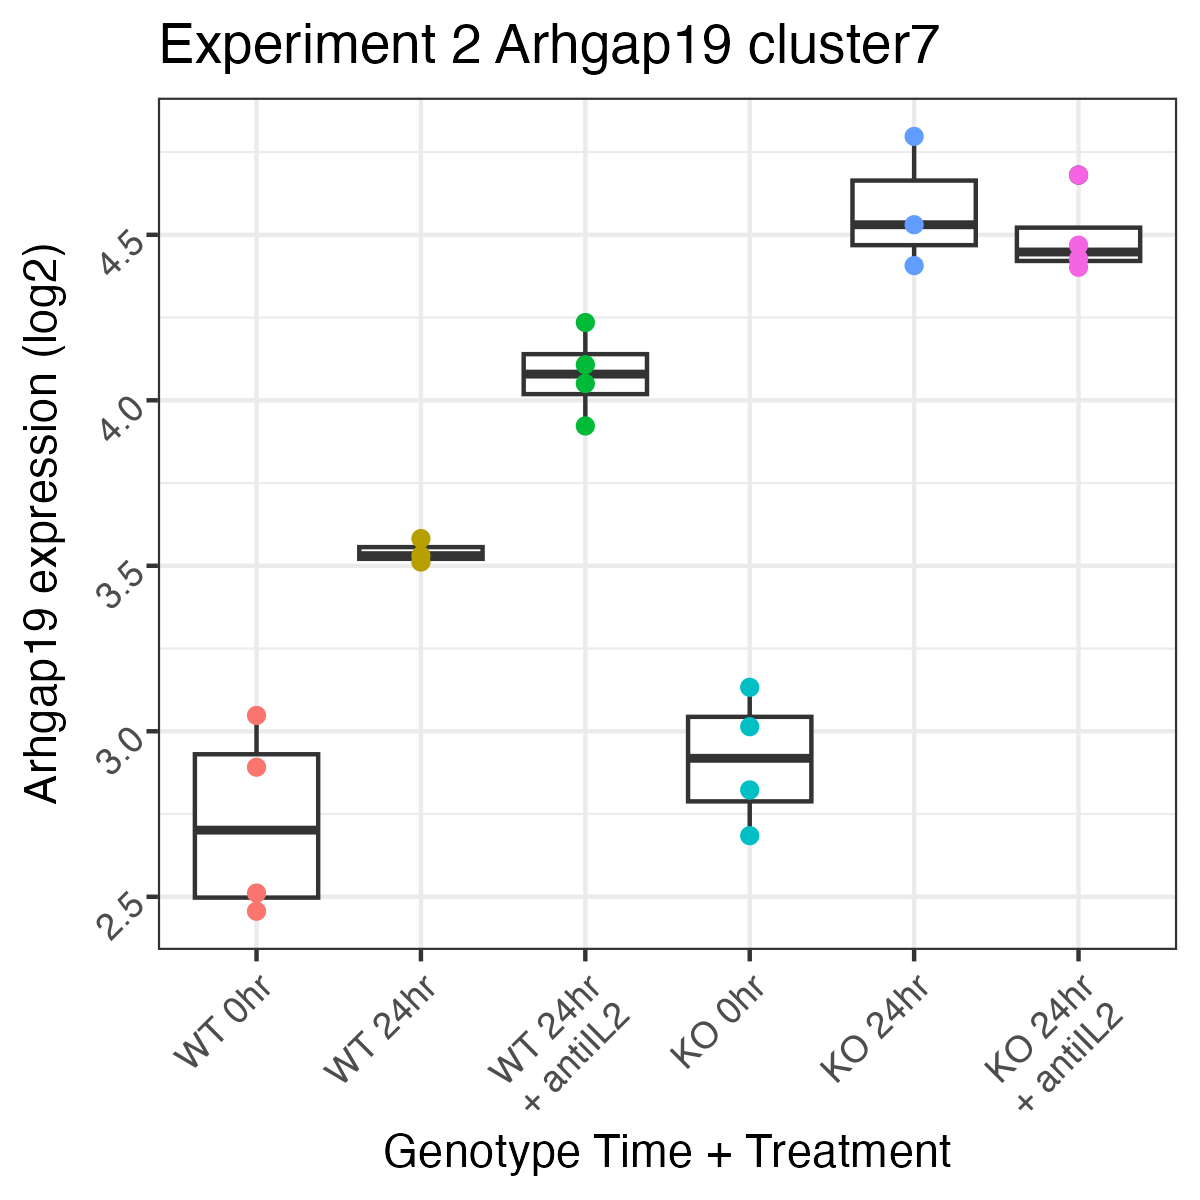 Experiment 2 Arhgap19 cluster7
Arhgap19 expression (log2)
4.5
4.0
3.5
3.0
2.5
WT 0hr
WT 24hr
WT 24hr
+ antiIL2
KO 0hr
KO 24hr
KO 24hr
+ antiIL2
Genotype Time + Treatment